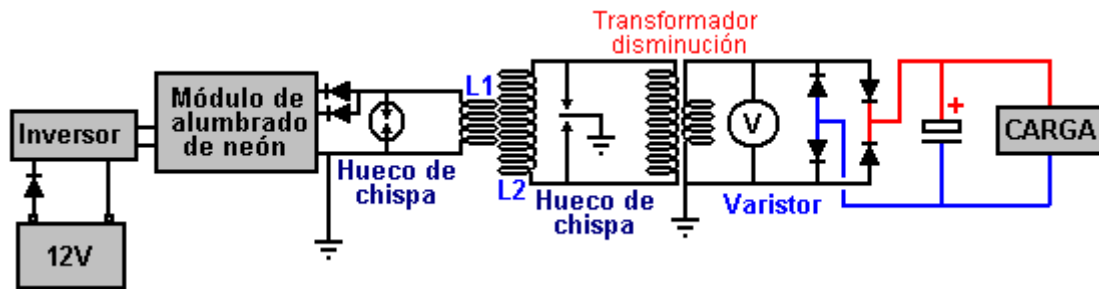 Transformador
disminución
L1
Módulo de
alumbrado
de neón
Inversor
V
+
CARGA
Hueco de
chispa
L2
Hueco de
chispa
Varistor
12V